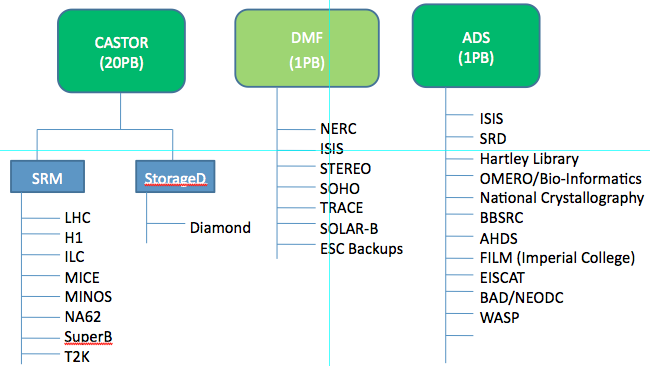 CASTOR
(20PB)
DMF
(1PB)
ADS
(1PB)
SRM
StorageD
LHC
H1
ILC
MICE
MINOS
NA62
SuperB
T2K
Diamond
NERC
ISIS
STEREO
SOHO
TRACE
SOLAR-B
ESC Backups
ISIS
SRD
Hartley Library
OMERO/Bio-Informatics
National Crystallography
BBSRC
AHDS
FILM (Imperial College)
EISCAT
BAD/NEODC
WASP